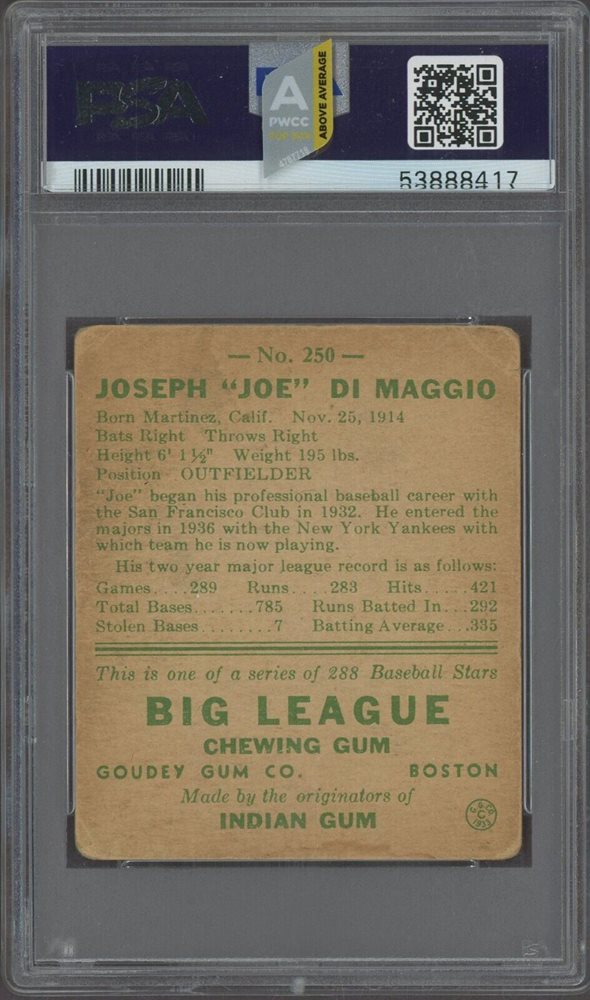 PSA
A
PWCC
ABOVE AVERAGE
53888417
— No. 250 —
JOSEPH “JOE” DI MAGGIO
Born Martinez, Calif. Nov. 25, 1914
Bats Right Throws Right
Height 6' 1½" Weight 195 lbs.
Position OUTFIELDER
“Joe” began his professional baseball career with
the San Francisco Club in 1932. He entered the
majors in 1936 with the New York Yankees with
which team he is now playing.
His two year major league record is as follows:
Games....289 Runs....283 Hits......421
Total Bases.......785 Runs Batted In...292
Stolen Bases........7 Batting Average...335
This is one of a series of 288 Baseball Stars
BIG LEAGUE
CHEWING GUM
GOUDEY GUM CO. BOSTON
Made by the originators of
INDIAN GUM
PSA